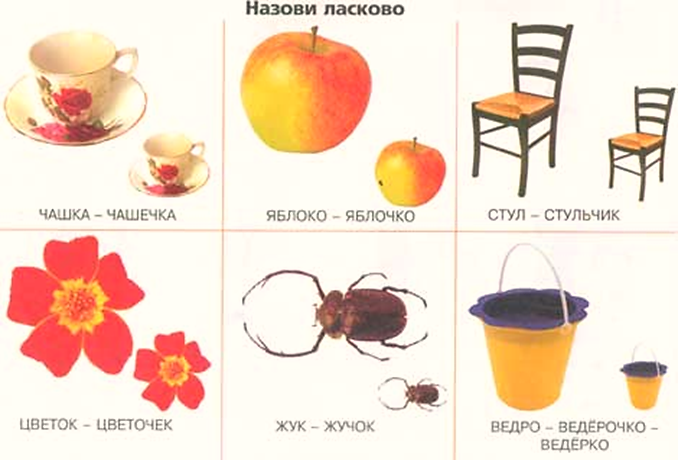 Назови ласково
ЧАШКА – ЧАШЕЧКА
ЯБЛОКО – ЯБЛОЧКО
СТУЛ – СТУЛЬЧИК
ЦВЕТОК – ЦВЕТОЧЕК
ЖУК – ЖУЧОК
ВЕДРО – ВЕДЁРОЧКО –
ВЕДЁРКО